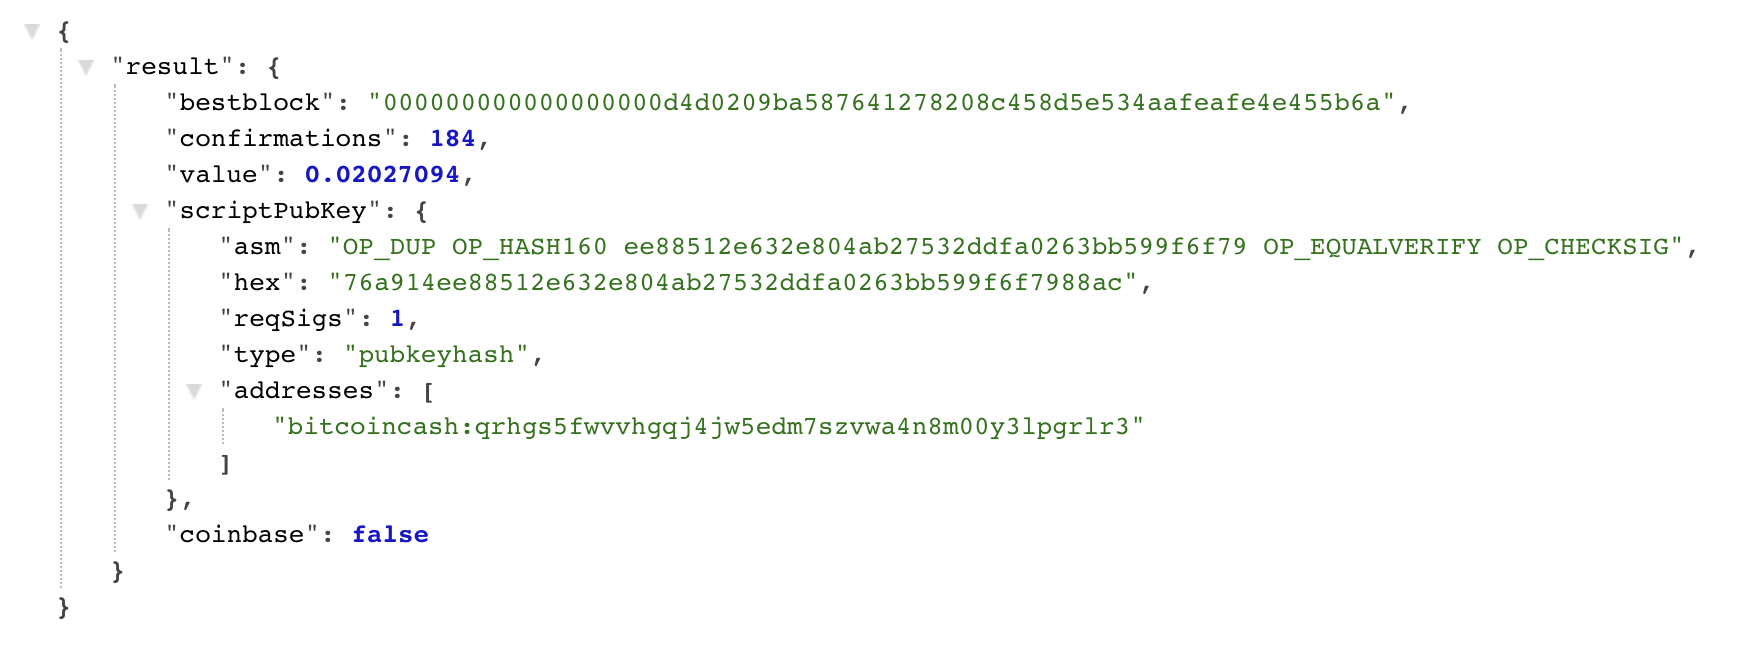 {
"result": {
"bestblock": "000000000000000000d4d0209ba587641278208c458d5e534aafeafe4e455b6a",
"confirmations": 184,
"value": 0.02027094,
"scriptPubKey": {
"asm": "OP_DUP OP_HASH160 ee88512e632e804ab27532ddfa0263bb599f6f79 OP_EQUALVERIFY OP_CHECKSIG",
"hex": "76a914ee88512e632e804ab27532ddfa0263bb599f6f7988ac",
"reqSigs": 1,
"type": "pubkeyhash",
"addresses": [
"bitcoincash:qrhgs5fwvvhgqj4jw5edm7szvwa4n8m00y3lpgrlr3"
]
},
"coinbase": false
}
}